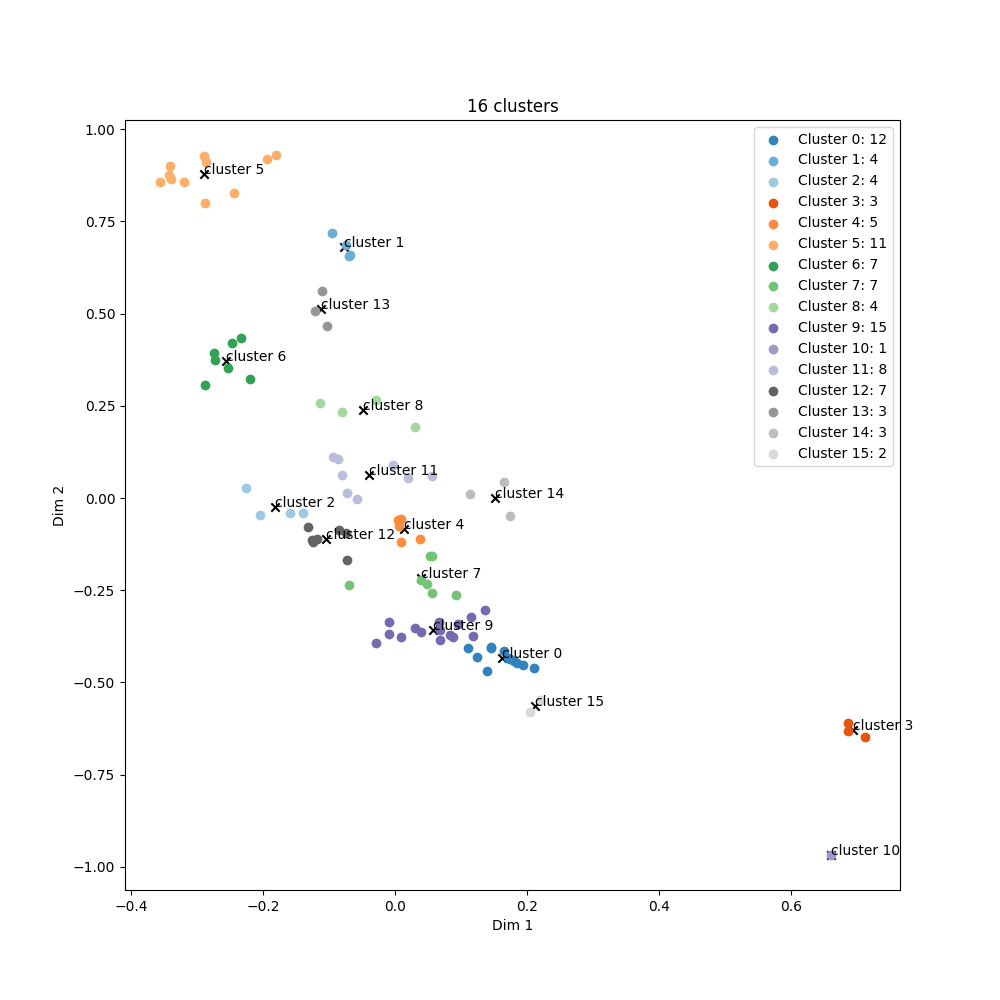 16 clusters
1.00
0.75
0.50
0.25
0.00
−0.25
−0.50
−0.75
−1.00
Dim 2
−0.4
−0.2
0.0
0.2
0.4
0.6
Dim 1
cluster 5
cluster 1
cluster 13
cluster 6
cluster 8
cluster 11
cluster 14
cluster 2
cluster 4
cluster 12
cluster 7
cluster 9
cluster 0
cluster 15
cluster 3
cluster 10
Cluster 0: 12
Cluster 1: 4
Cluster 2: 4
Cluster 3: 3
Cluster 4: 5
Cluster 5: 11
Cluster 6: 7
Cluster 7: 7
Cluster 8: 4
Cluster 9: 15
Cluster 10: 1
Cluster 11: 8
Cluster 12: 7
Cluster 13: 3
Cluster 14: 3
Cluster 15: 2